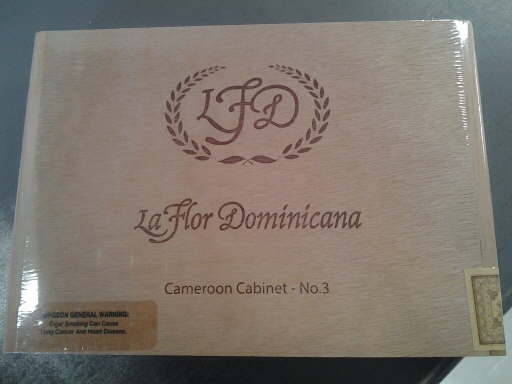 LFD
La Flor Dominicana
Cameroon Cabinet - No.3
SURGEON GENERAL WARNING:
Cigar Smoking Can Cause
Lung Cancer And Heart Disease.